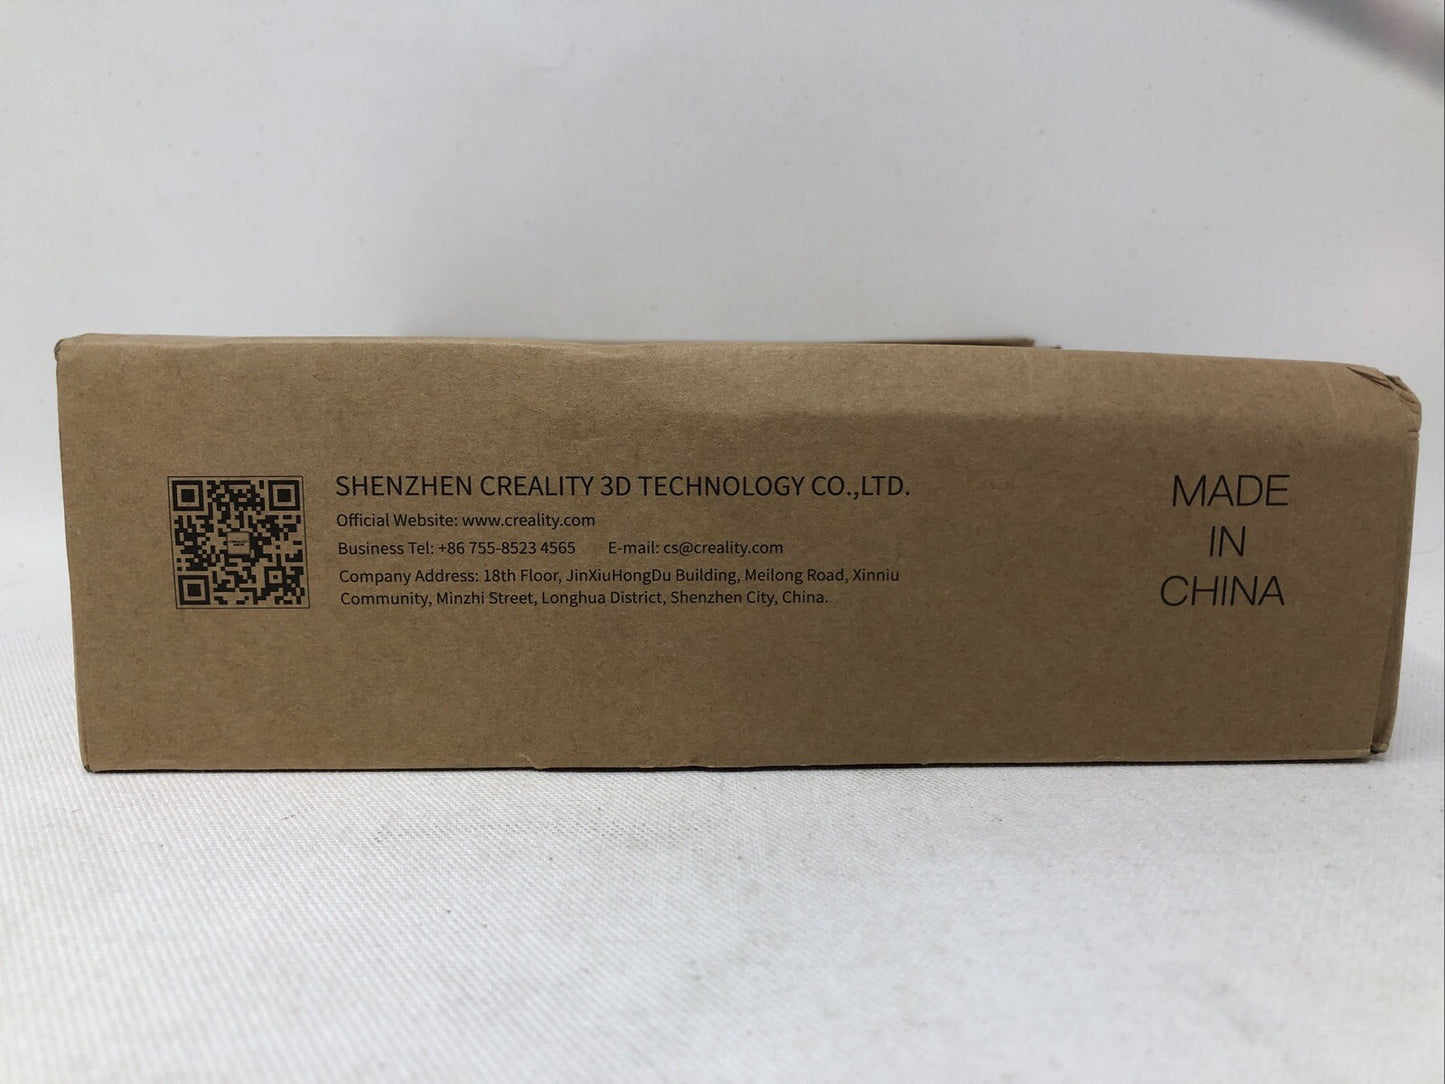 SHENZHEN CREALITY 3D TECHNOLOGY CO.,LTD.
Official Website: www.creality.com
Business Tel: +86 755-8523 4565 E-mail: cs@creality.com
Company Address: 18th Floor, JinXiuHongDu Building, Meilong Road, Xinniu
Community, Minzhi Street, Longhua District, Shenzhen City, China.
MADE
IN
CHINA